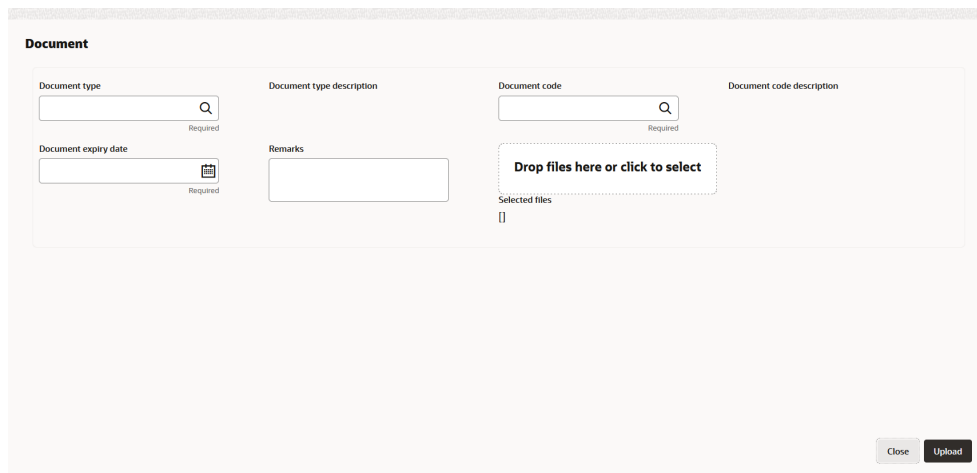 Document
Document type
Document type description
Document code
Document code description
Required
Required
Document expiry date
Remarks
Drop files here or click to select
Required
Selected files
[]
Close
Upload